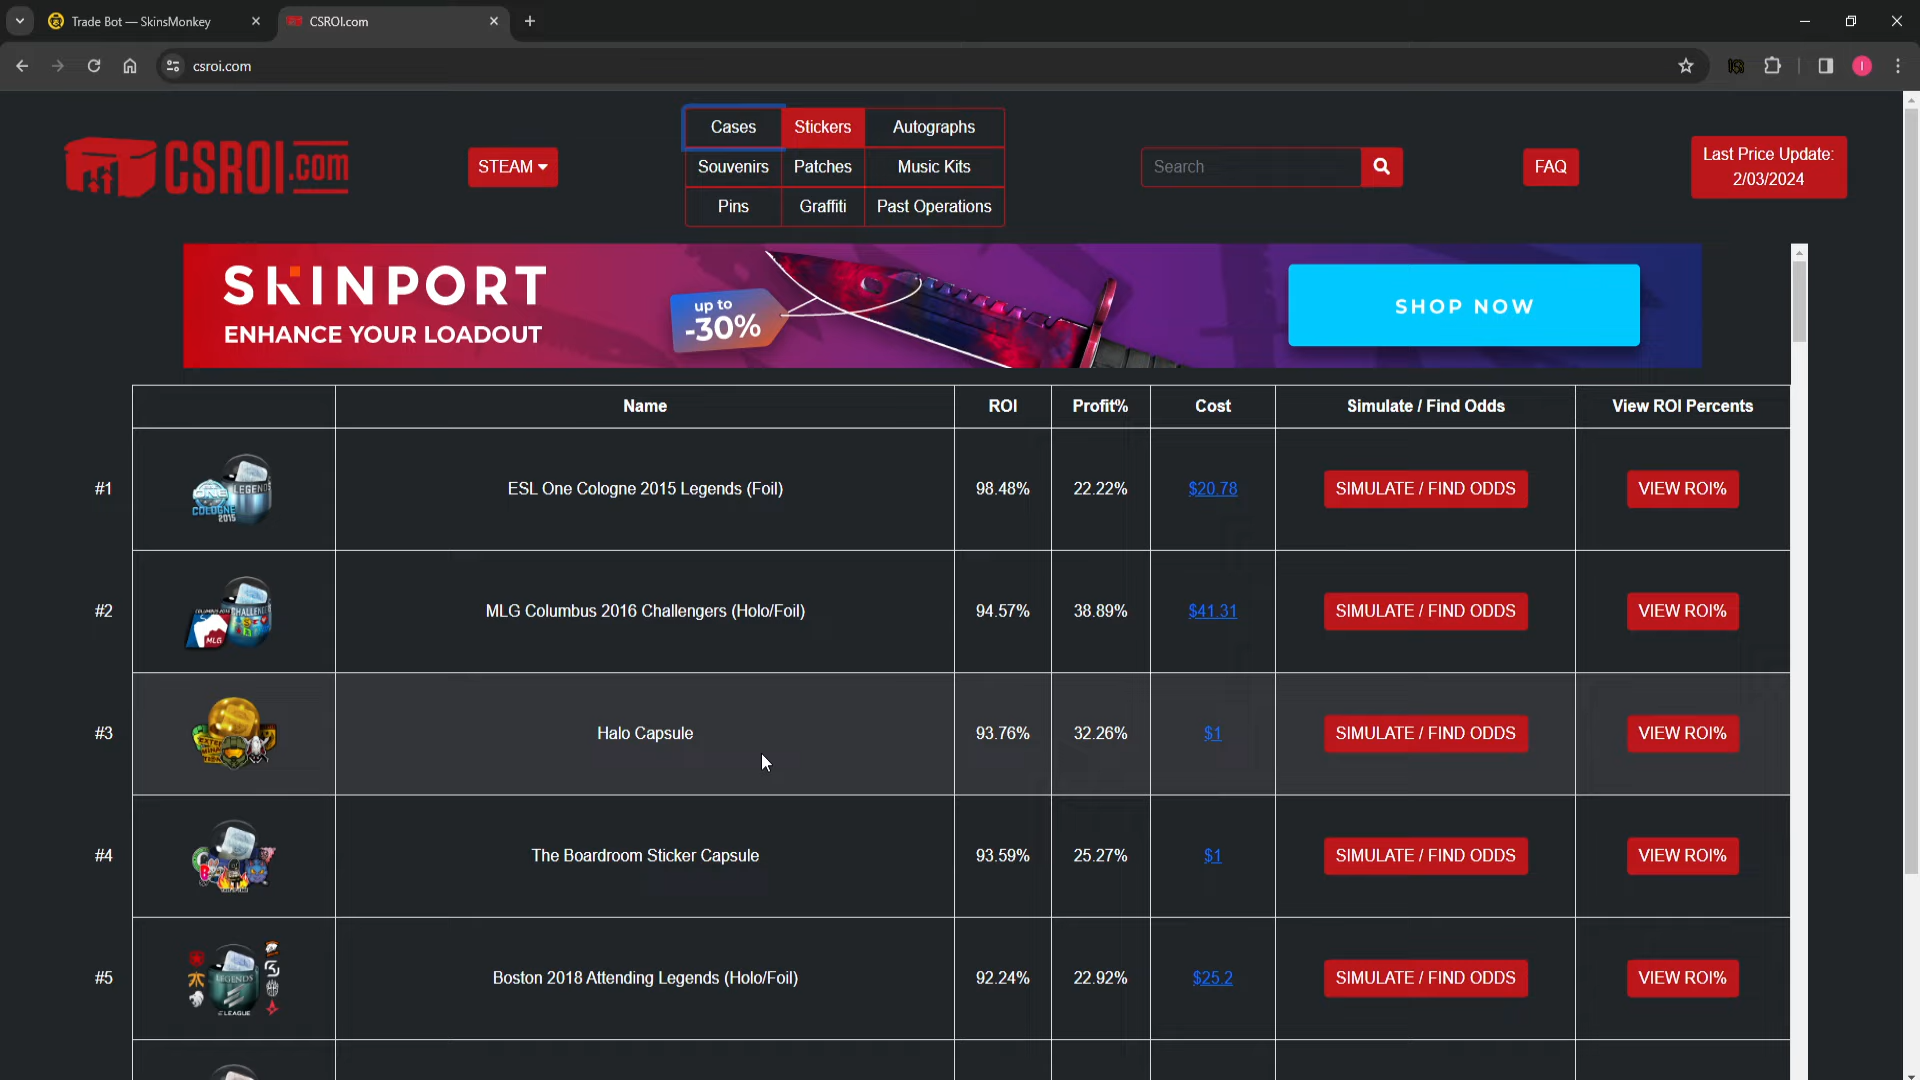 Trade Bot — SkinsMonkey
CSROI.com
csroi.com
CSROI.com
STEAM
Cases Stickers Autographs
Souvenirs Patches Music Kits
Pins Graffiti Past Operations
Search
FAQ
Last Price Update:
2/03/2024
SKINPORT
ENHANCE YOUR LOADOUT
up to
-30%
SHOP NOW
Name ROI Profit% Cost Simulate / Find Odds View ROI Percents
#1 ESL One Cologne 2015 Legends (Foil) 98.48% 22.22% $20.78 SIMULATE / FIND ODDS VIEW ROI%
#2 MLG Columbus 2016 Challengers (Holo/Foil) 94.57% 38.89% $41.31 SIMULATE / FIND ODDS VIEW ROI%
#3 Halo Capsule 93.76% 32.26% $1 SIMULATE / FIND ODDS VIEW ROI%
#4 The Boardroom Sticker Capsule 93.59% 25.27% $1 SIMULATE / FIND ODDS VIEW ROI%
#5 Boston 2018 Attending Legends (Holo/Foil) 92.24% 22.92% $25.2 SIMULATE / FIND ODDS VIEW ROI%